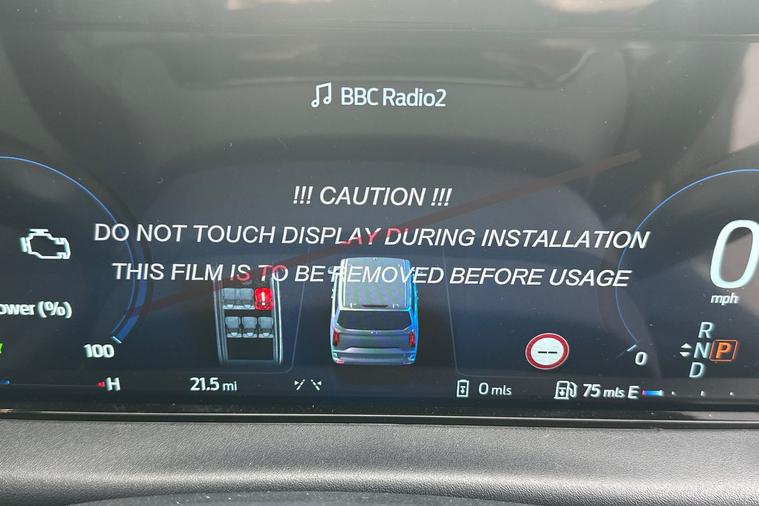 BBC Radio2
!!! CAUTION !!!
DO NOT TOUCH DISPLAY DURING INSTALLATION
THIS FILM IS TO BE REMOVED BEFORE USAGE
ower (%)
100
H
21.5 mi
0 mls
75 mls E
0
mph
0
R
N P
D